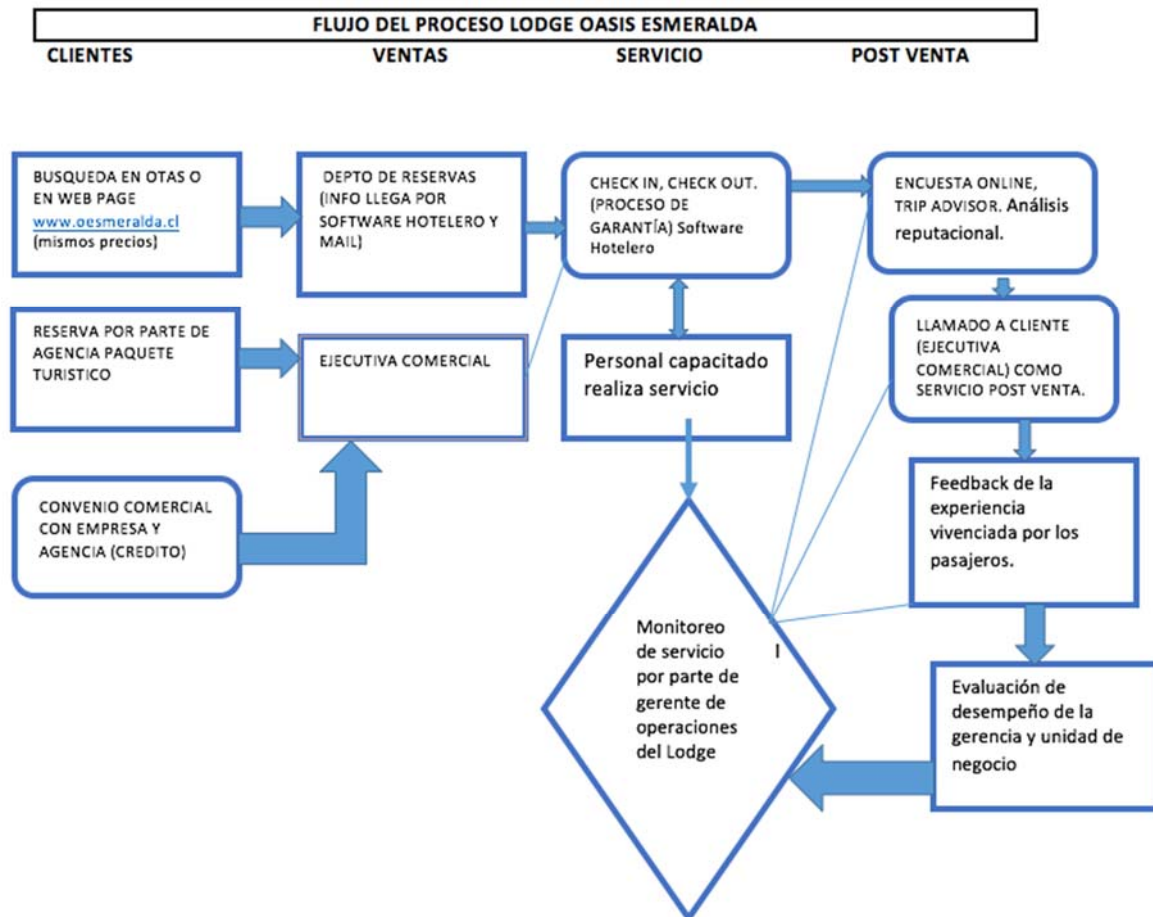 FLUJO DEL PROCESO LODGE OASIS ESMERALDA
CLIENTES
VENTAS
SERVICIO
POST VENTA
BUSQUEDA EN OTAS O
EN WEB PAGE
www.oesmeralda.cl
(mismos precios)
DEPTO DE RESERVAS
(INFO LLEGA POR
SOFTWARE HOTELERO Y
MAIL)
CHECK IN, CHECK OUT.
(PROCESO DE
GARANTÍA) Software
Hotelero
ENCUESTA ONLINE,
TRIP ADVISOR. Análisis
reputacional.
RESERVA POR PARTE DE
AGENCIA PAQUETE
TURISTICO
EJECUTIVA COMERCIAL
Personal capacitado
realiza servicio
LLAMADO A CLIENTE
(EJECUTIVA
COMERCIAL) COMO
SERVICIO POST VENTA.
CONVENIO COMERCIAL
CON EMPRESA Y
AGENCIA (CREDITO)
Feedback de la
experiencia
vivenciada por los
pasajeros.
Monitoreo
de servicio
por parte de
gerente de
operaciones
del Lodge
l
Evaluación de
desempeño de la
gerencia y unidad de
negocio